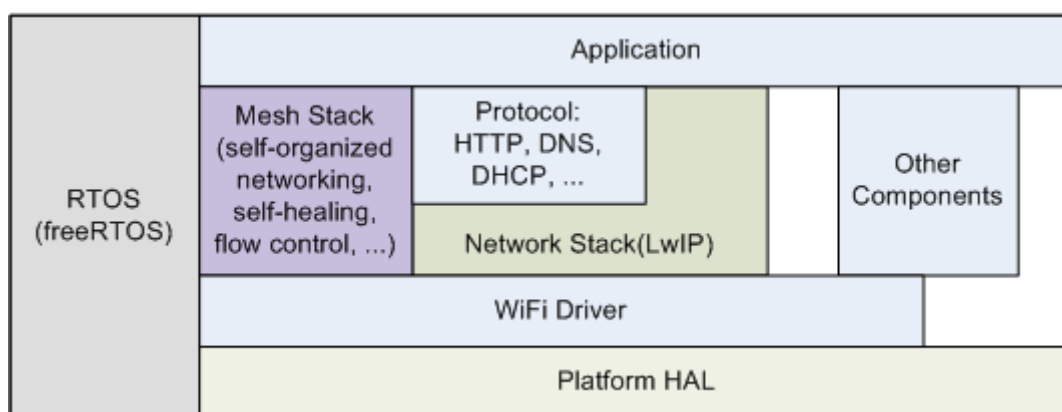 Application
RTOS
(freeRTOS)
Mesh Stack
(self-organized
networking,
self-healing,
flow control, ...)
Protocol:
HTTP, DNS,
DHCP, ...
Network Stack(LwIP)
Other
Components
WiFi Driver
Platform HAL